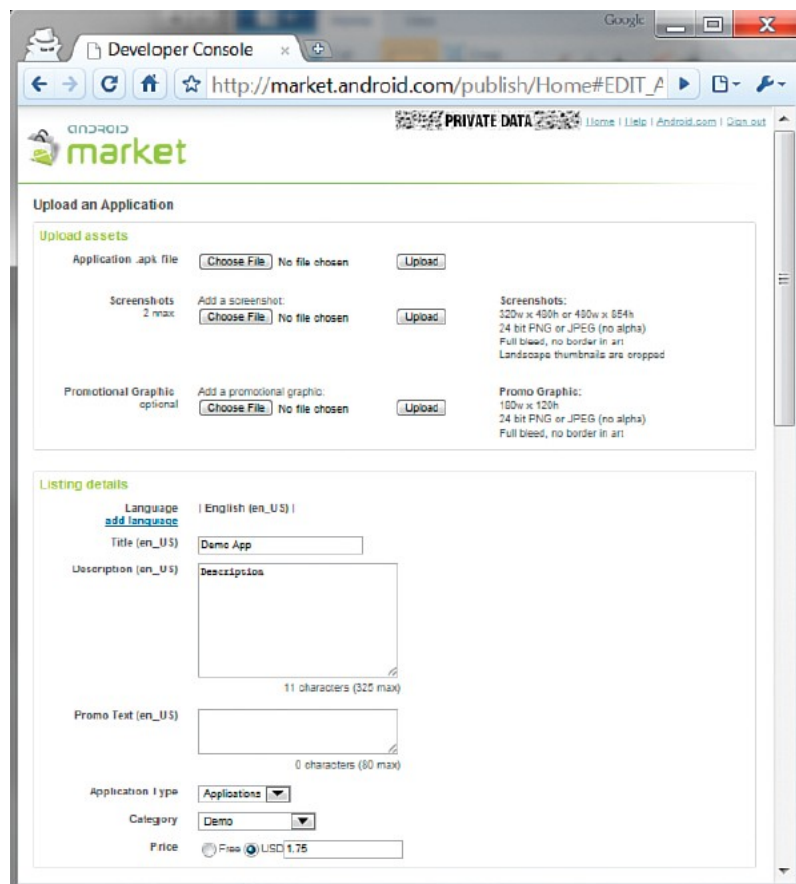 Google
Developer Console
http://market.android.com/publish/Home#EDIT_A
PRIVATE DATA Home | Help | Android.com | Sign out
android
market
Upload an Application
Upload assets
Application .apk file Choose File No file chosen Upload
Screenshots
2 max
Add a screenshot:
Choose File No file chosen Upload
Screenshots:
320w x 480h or 480w x 854h
24 bit PNG or JPEG (no alpha)
Full bleed, no border in art
Landscape thumbnails are cropped
Promotional Graphic
optional
Add a promotional graphic:
Choose File No file chosen Upload
Promo Graphic:
180w x 120h
24 bit PNG or JPEG (no alpha)
Full bleed, no border in art
Listing details
Language | English (en_US) |
add language
Title (en_US) Demo App
Description (en_US) Description
11 characters (325 max)
Promo Text (en_US)
0 characters (80 max)
Application Type Applications
Category Demo
Price Free USD 1.75